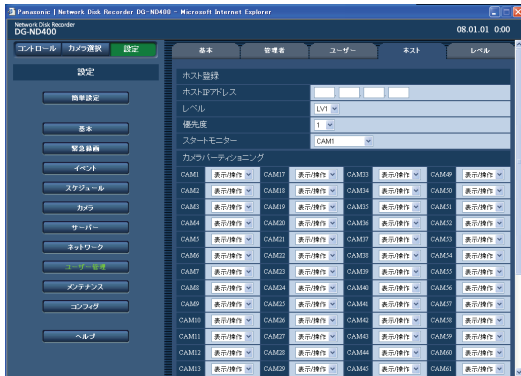 Panasonic | Network Disk Recorder DG-ND400 - Microsoft Internet Explorer
Network Disk Recorder
DG-ND400
08.01.01 0:00
コントロール カメラ選択 設定
設定
簡単設定
基本
緊急録画
イベント
スケジュール
カメラ
サーバー
ネットワーク
ユーザー管理
メンテナンス
コンフィグ
ヘルプ
基本 管理者 ユーザー ホスト レベル
ホスト登録
ホストIPアドレス
レベル LV1
優先度 1
スタートモニター CAM1
カメラパーティショニング
CAM1 表示/操作 CAM17 表示/操作 CAM33 表示/操作 CAM49 表示/操作
CAM2 表示/操作 CAM18 表示/操作 CAM34 表示/操作 CAM50 表示/操作
CAM3 表示/操作 CAM19 表示/操作 CAM35 表示/操作 CAM51 表示/操作
CAM4 表示/操作 CAM20 表示/操作 CAM36 表示/操作 CAM52 表示/操作
CAM5 表示/操作 CAM21 表示/操作 CAM37 表示/操作 CAM53 表示/操作
CAM6 表示/操作 CAM22 表示/操作 CAM38 表示/操作 CAM54 表示/操作
CAM7 表示/操作 CAM23 表示/操作 CAM39 表示/操作 CAM55 表示/操作
CAM8 表示/操作 CAM24 表示/操作 CAM40 表示/操作 CAM56 表示/操作
CAM9 表示/操作 CAM25 表示/操作 CAM41 表示/操作 CAM57 表示/操作
CAM10 表示/操作 CAM26 表示/操作 CAM42 表示/操作 CAM58 表示/操作
CAM11 表示/操作 CAM27 表示/操作 CAM43 表示/操作 CAM59 表示/操作
CAM12 表示/操作 CAM28 表示/操作 CAM44 表示/操作 CAM60 表示/操作
CAM13 表示/操作 CAM29 表示/操作 CAM45 表示/操作 CAM61 表示/操作